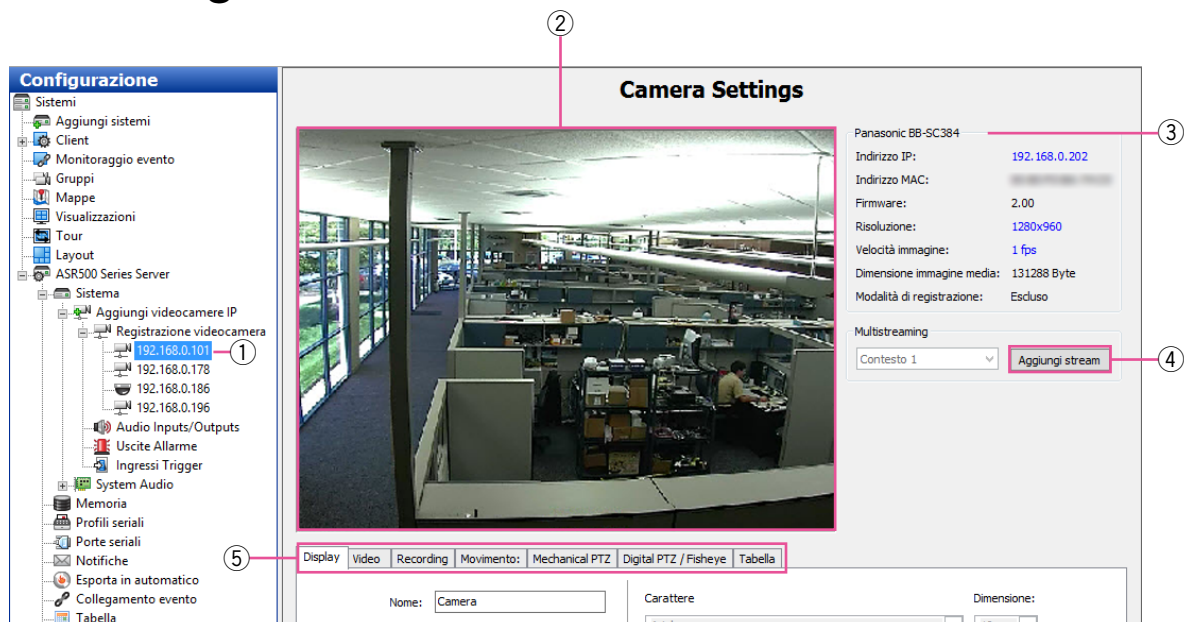 g
②
Configurazione
Sistemi
Aggiungi sistemi
Client
Monitoraggio evento
Gruppi
Mappe
Visualizzazioni
Tour
Layout
ASR500 Series Server
Sistema
Aggiungi videocamere IP
Registrazione videocamera
192.168.0.101
①
192.168.0.178
192.168.0.186
192.168.0.196
Audio Inputs/Outputs
Uscite Allarme
Ingressi Trigger
System Audio
Memoria
Profili seriali
Porte seriali
Notifiche
Esporta in automatico
Collegamento evento
Tabella
Camera Settings
Panasonic BB-SC384
③
Indirizzo IP: 192.168.0.202
Indirizzo MAC:
Firmware: 2.00
Risoluzione: 1280x960
Velocità immagine: 1 fps
Dimensione immagine media: 131288 Byte
Modalità di registrazione: Escluso
Multistreaming
Contesto 1 Aggiungi stream
④
⑤
Display Video Recording Movimento: Mechanical PTZ Digital PTZ / Fisheye Tabella
Nome: Camera Carattere Dimensione: